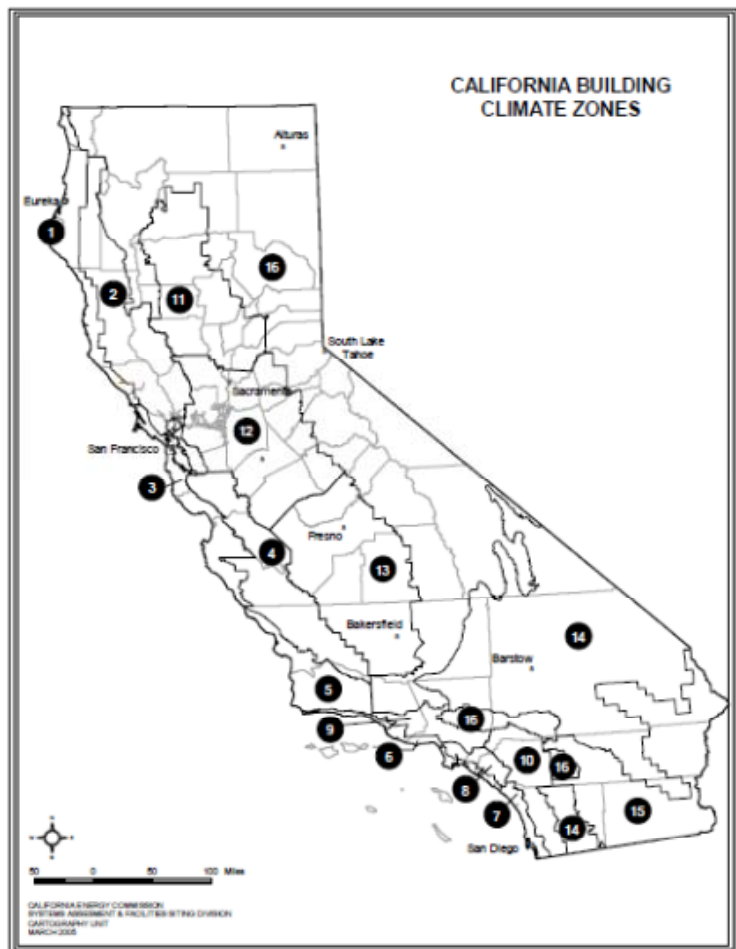 CALIFORNIA BUILDING
CLIMATE ZONES
Alturas
Eureka
1
16
2
11
South Lake
Tahoe
Sacramento
12
San Francisco
3
Fresno
4
13
Bakersfield
14
Barstow
5
16
9
6
10
16
8
7
15
14
San Diego
50 0 50 100 Miles
CALIFORNIA ENERGY COMMISSION
SYSTEMS ASSESSMENT & FACILITIES SITING DIVISION
CARTOGRAPHY UNIT
MARCH 2005